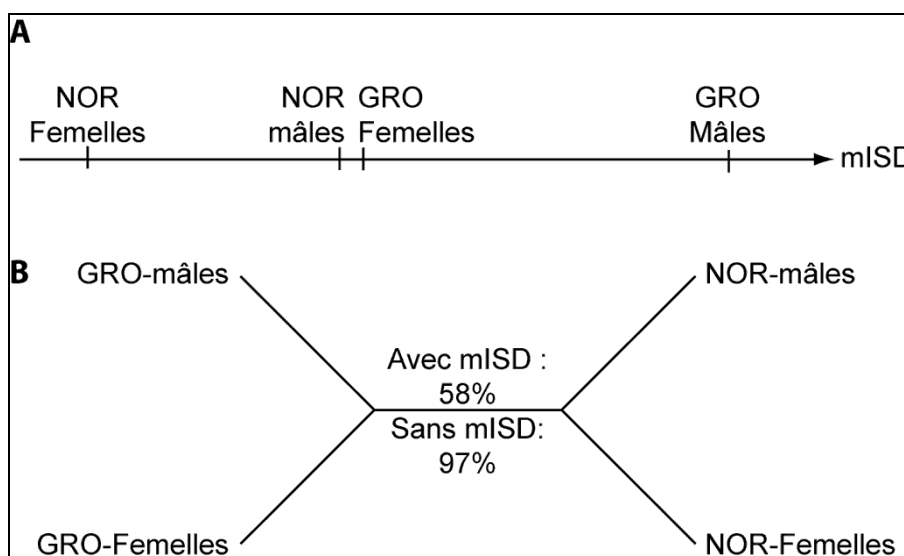 A
NOR
Femelles
NOR
mâles
GRO
Femelles
GRO
Mâles
mISD
B
GRO-mâles
NOR-mâles
Avec mISD :
58%
Sans mISD:
97%
GRO-Femelles
NOR-Femelles